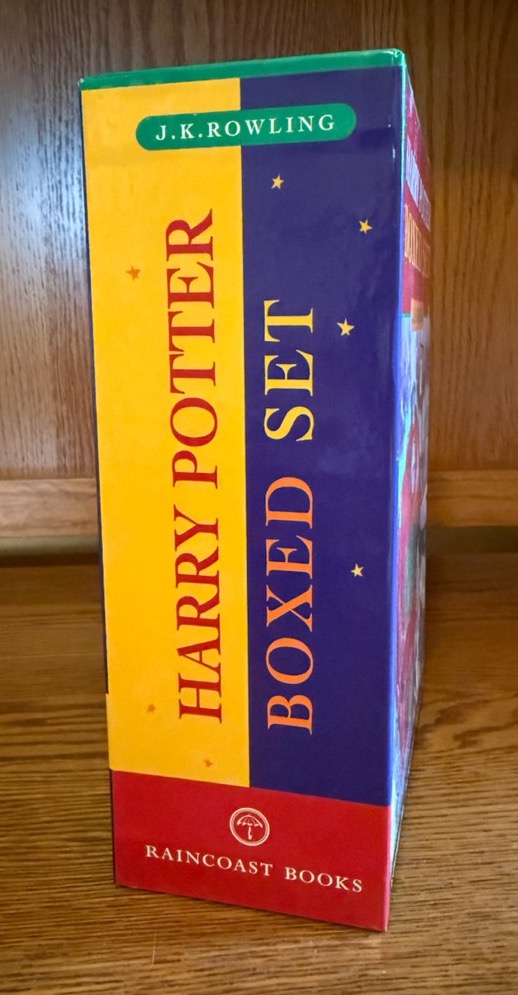 J.K.ROWLING
HARRY POTTER
BOXED SET
RAINCOAST BOOKS